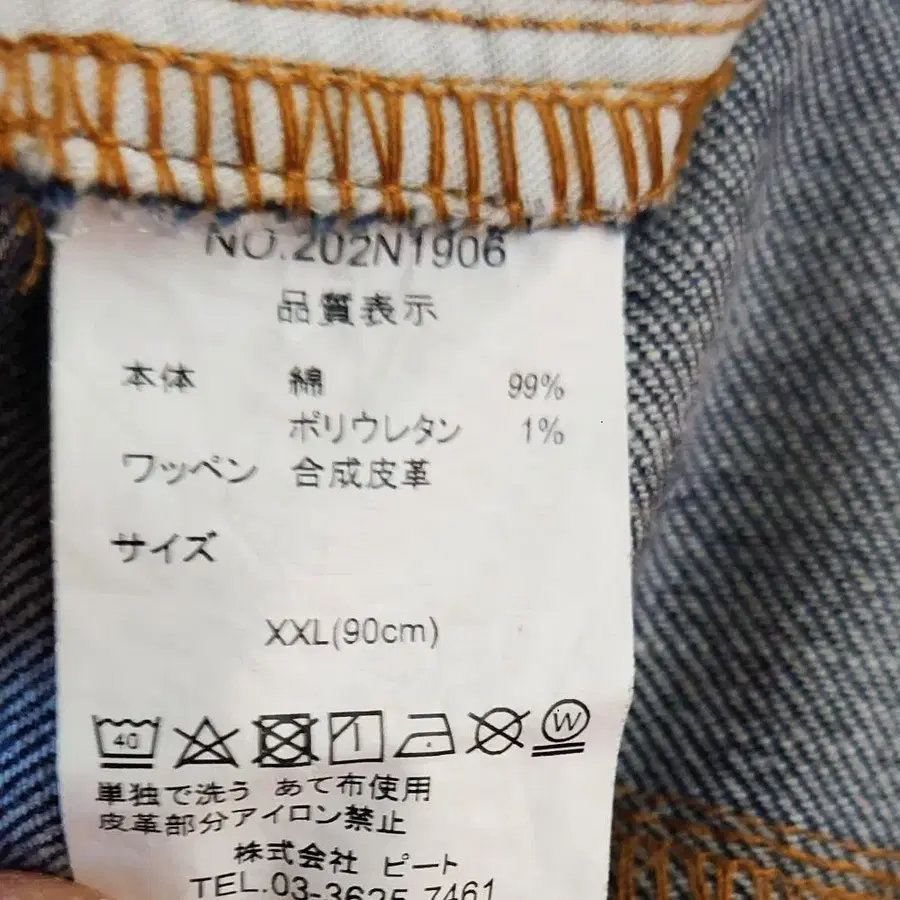 NO.202N1906
品質表示
本体 綿 99%
ポリウレタン 1%
ワッペン 合成皮革
サイズ
XXL(90cm)
40 W
単独で洗う あて布使用
皮革部分アイロン禁止
株式会社 ピート
TEL.03-3625-7461